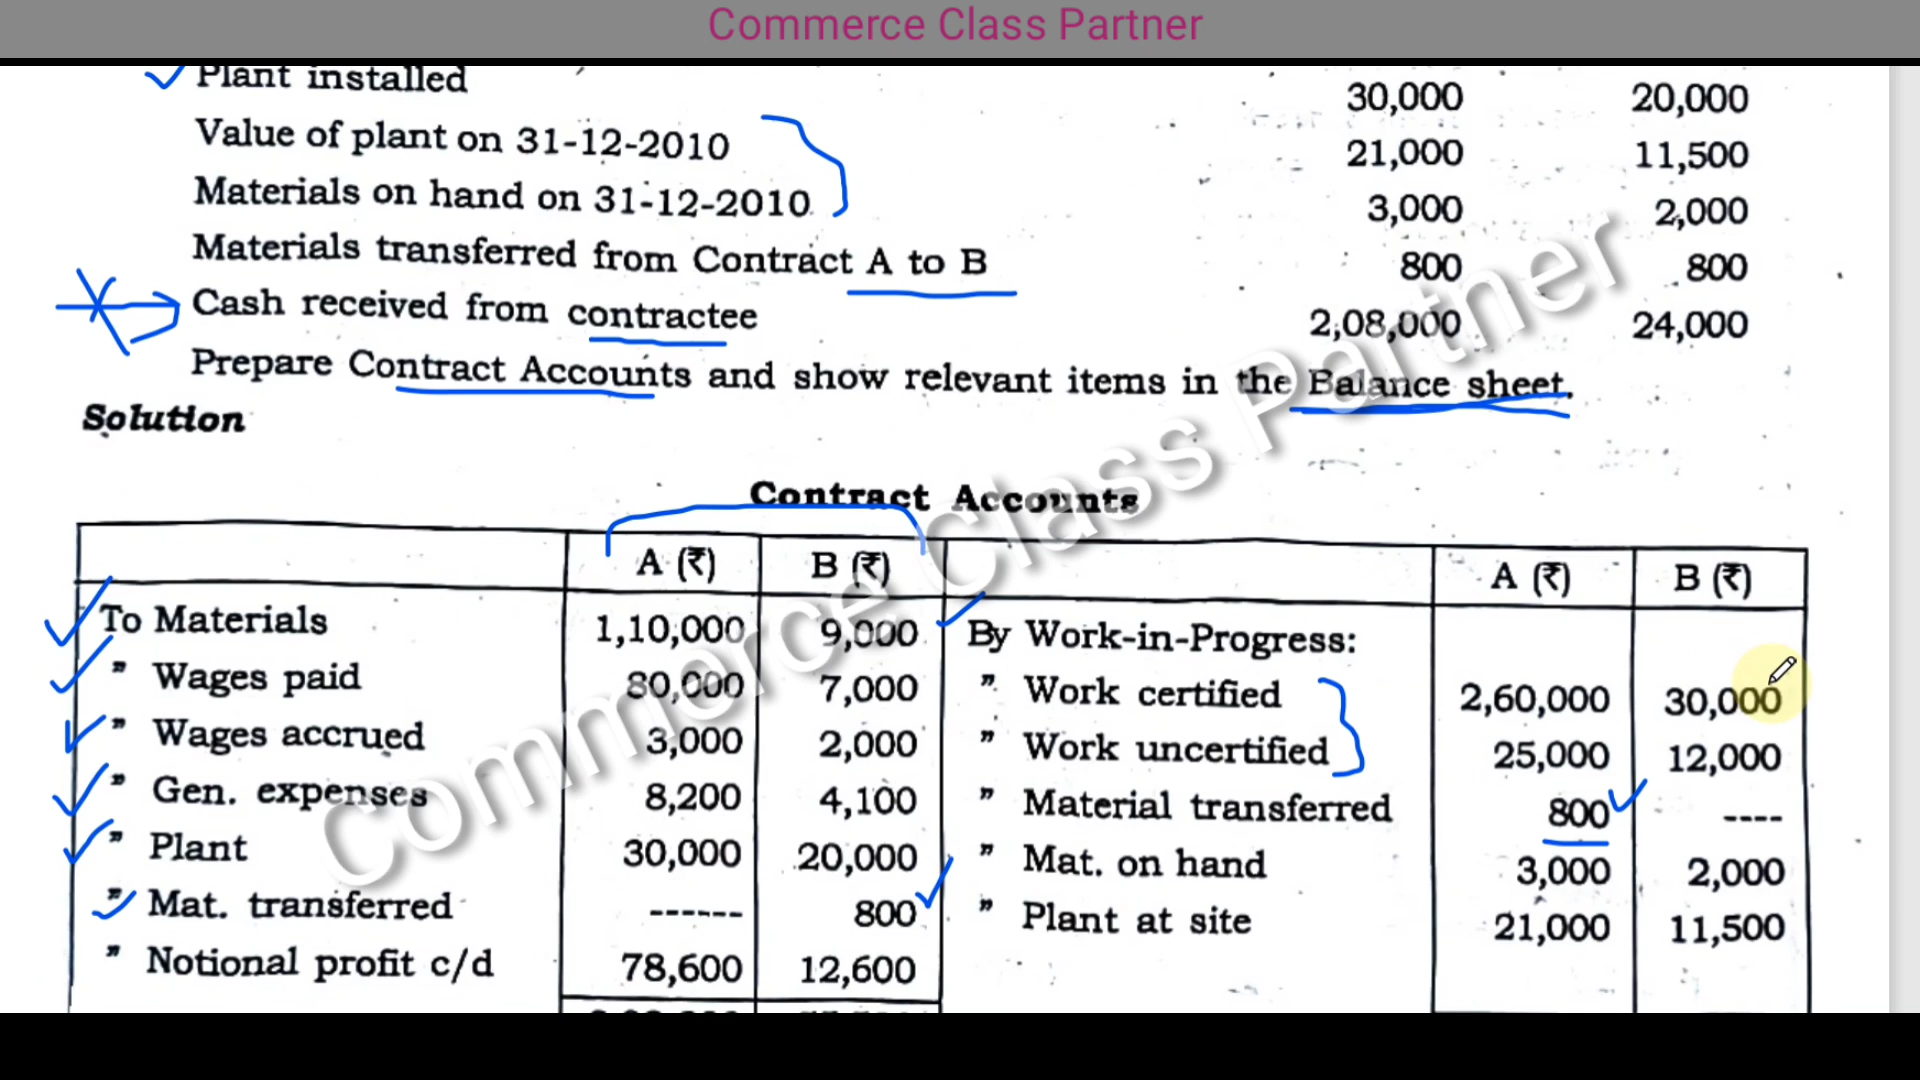 Commerce Class Partner
Plant installed 30,000 20,000
Value of plant on 31-12-2010 21,000 11,500
Materials on hand on 31-12-2010. 3,000 2,000
Materials transferred from Contract A to B 800 800
Cash received from contractee 2,08,000 24,000
Prepare Contract Accounts and show relevant items in the Balance sheet.
Solution
Contract Accounts
A (₹) B (₹) A (₹) B (₹)
To Materials 1,10,000 9,000 By Work-in-Progress:
" Wages paid 80,000 7,000 " Work certified 2,60,000 30,000
" Wages accrued 3,000 2,000 " Work uncertified 25,000 12,000
" Gen. expenses 8,200 4,100 " Material transferred 800 ----
" Plant 30,000 20,000 " Mat. on hand 3,000 2,000
" Mat. transferred ------ 800 " Plant at site 21,000 11,500
" Notional profit c/d 78,600 12,600
Commerce Class Partner